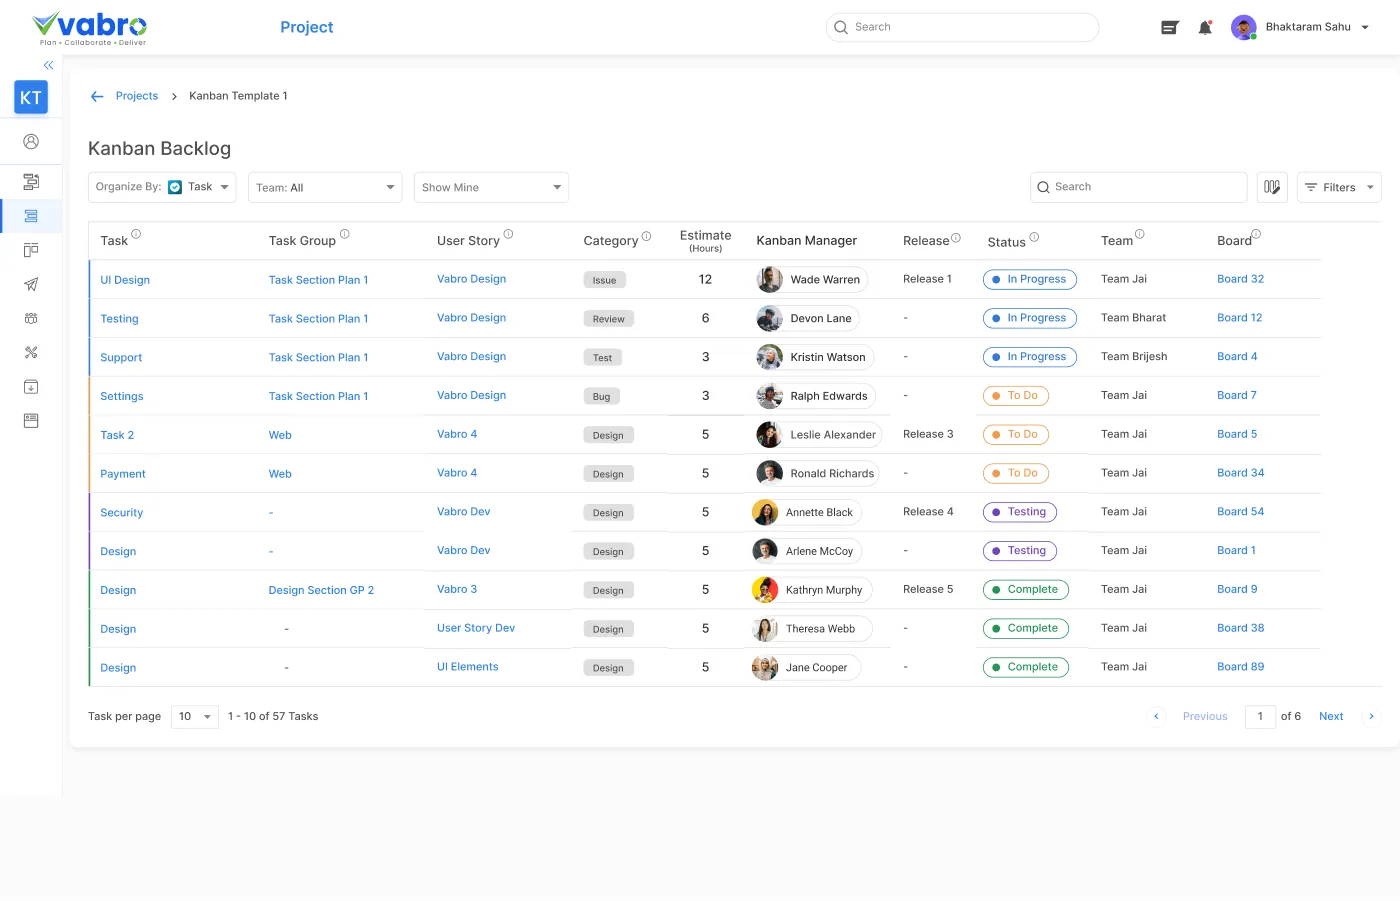 vabro
Plan • Collaborate • Deliver
Project
Search
Bhaktaram Sahu
KT
Projects > Kanban Template 1
Kanban Backlog
Organize By: Task
Team: All
Show Mine
Search
Filters
Task Task Group User Story Category Estimate (Hours) Kanban Manager Release Status Team Board
UI Design Task Section Plan 1 Vabro Design Issue 12 Wade Warren Release 1 In Progress Team Jai Board 32
Testing Task Section Plan 1 Vabro Design Review 6 Devon Lane - In Progress Team Bharat Board 12
Support Task Section Plan 1 Vabro Design Test 3 Kristin Watson - In Progress Team Brijesh Board 4
Settings Task Section Plan 1 Vabro Design Bug 3 Ralph Edwards - To Do Team Jai Board 7
Task 2 Web Vabro 4 Design 5 Leslie Alexander Release 3 To Do Team Jai Board 5
Payment Web Vabro 4 Design 5 Ronald Richards - To Do Team Jai Board 34
Security - Vabro Dev Design 5 Annette Black Release 4 Testing Team Jai Board 54
Design - Vabro Dev Design 5 Arlene McCoy - Testing Team Jai Board 1
Design Design Section GP 2 Vabro 3 Design 5 Kathryn Murphy Release 5 Complete Team Jai Board 9
Design - User Story Dev Design 5 Theresa Webb - Complete Team Jai Board 38
Design - UI Elements Design 5 Jane Cooper - Complete Team Jai Board 89
Task per page 10 1 - 10 of 57 Tasks
Previous 1 of 6 Next